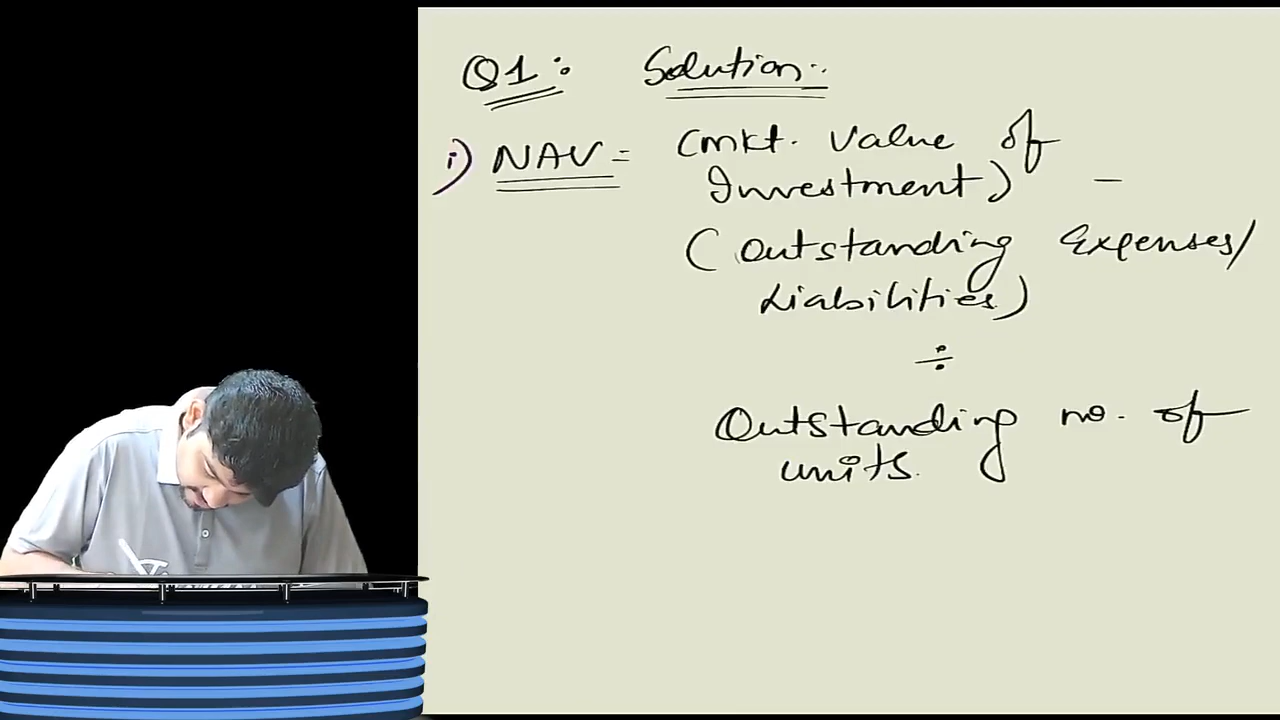 Q1: Solution:
i) NAV = (mkt. Value of
Investment) -
(Outstanding Expenses/
Liabilities)
÷
Outstanding no. of
units.